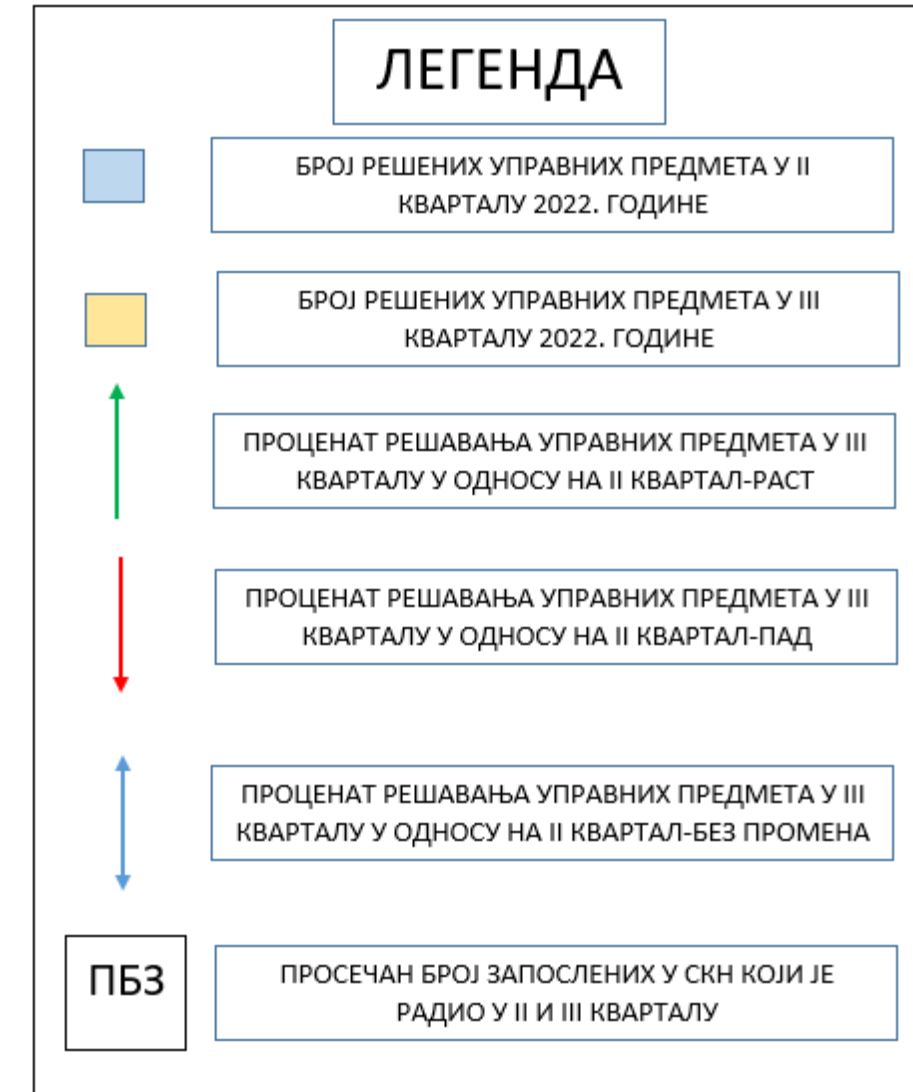 ЛЕГЕНДА
БРОЈ РЕШЕНИХ УПРАВНИХ ПРЕДМЕТА У II
КВАРТАЛУ 2022. ГОДИНЕ
БРОЈ РЕШЕНИХ УПРАВНИХ ПРЕДМЕТА У III
КВАРТАЛУ 2022. ГОДИНЕ
ПРОЦЕНАТ РЕШАВАЊА УПРАВНИХ ПРЕДМЕТА У III
КВАРТАЛУ У ОДНОСУ НА II КВАРТАЛ-РАСТ
ПРОЦЕНАТ РЕШАВАЊА УПРАВНИХ ПРЕДМЕТА У III
КВАРТАЛУ У ОДНОСУ НА II КВАРТАЛ-ПАД
ПРОЦЕНАТ РЕШАВАЊА УПРАВНИХ ПРЕДМЕТА У III
КВАРТАЛУ У ОДНОСУ НА II КВАРТАЛ-БЕЗ ПРОМЕНА
ПБЗ
ПРОСЕЧАН БРОЈ ЗАПОСЛЕНИХ У СКН КОЈИ ЈЕ
РАДИО У II И III КВАРТАЛУ